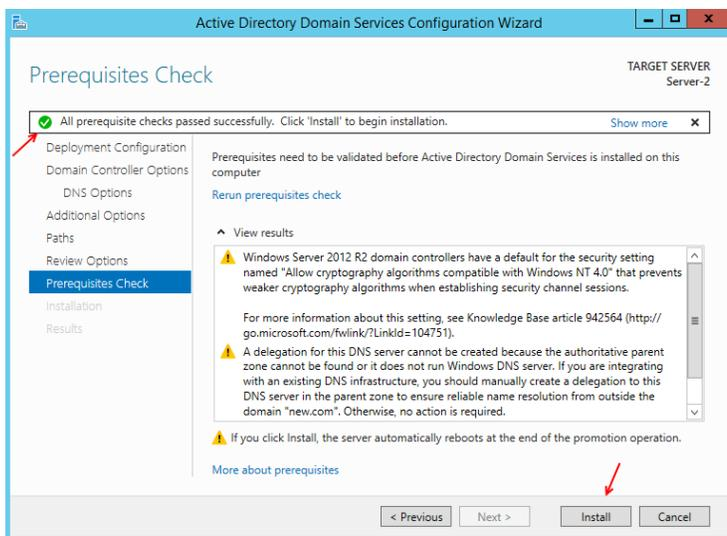 Active Directory Domain Services Configuration Wizard
Prerequisites Check
TARGET SERVER
Server-2
All prerequisite checks passed successfully. Click 'Install' to begin installation.
Show more
Deployment Configuration
Domain Controller Options
DNS Options
Additional Options
Paths
Review Options
Prerequisites Check
Installation
Results
Prerequisites need to be validated before Active Directory Domain Services is installed on this
computer
Rerun prerequisites check
View results
Windows Server 2012 R2 domain controllers have a default for the security setting
named "Allow cryptography algorithms compatible with Windows NT 4.0" that prevents
weaker cryptography algorithms when establishing security channel sessions.
For more information about this setting, see Knowledge Base article 942564 (http://
go.microsoft.com/fwlink/?LinkId=104751).
A delegation for this DNS server cannot be created because the authoritative parent
zone cannot be found or it does not run Windows DNS server. If you are integrating
with an existing DNS infrastructure, you should manually create a delegation to this
DNS server in the parent zone to ensure reliable name resolution from outside the
domain "new.com". Otherwise, no action is required.
If you click Install, the server automatically reboots at the end of the promotion operation.
More about prerequisites
< Previous
Next >
Install
Cancel